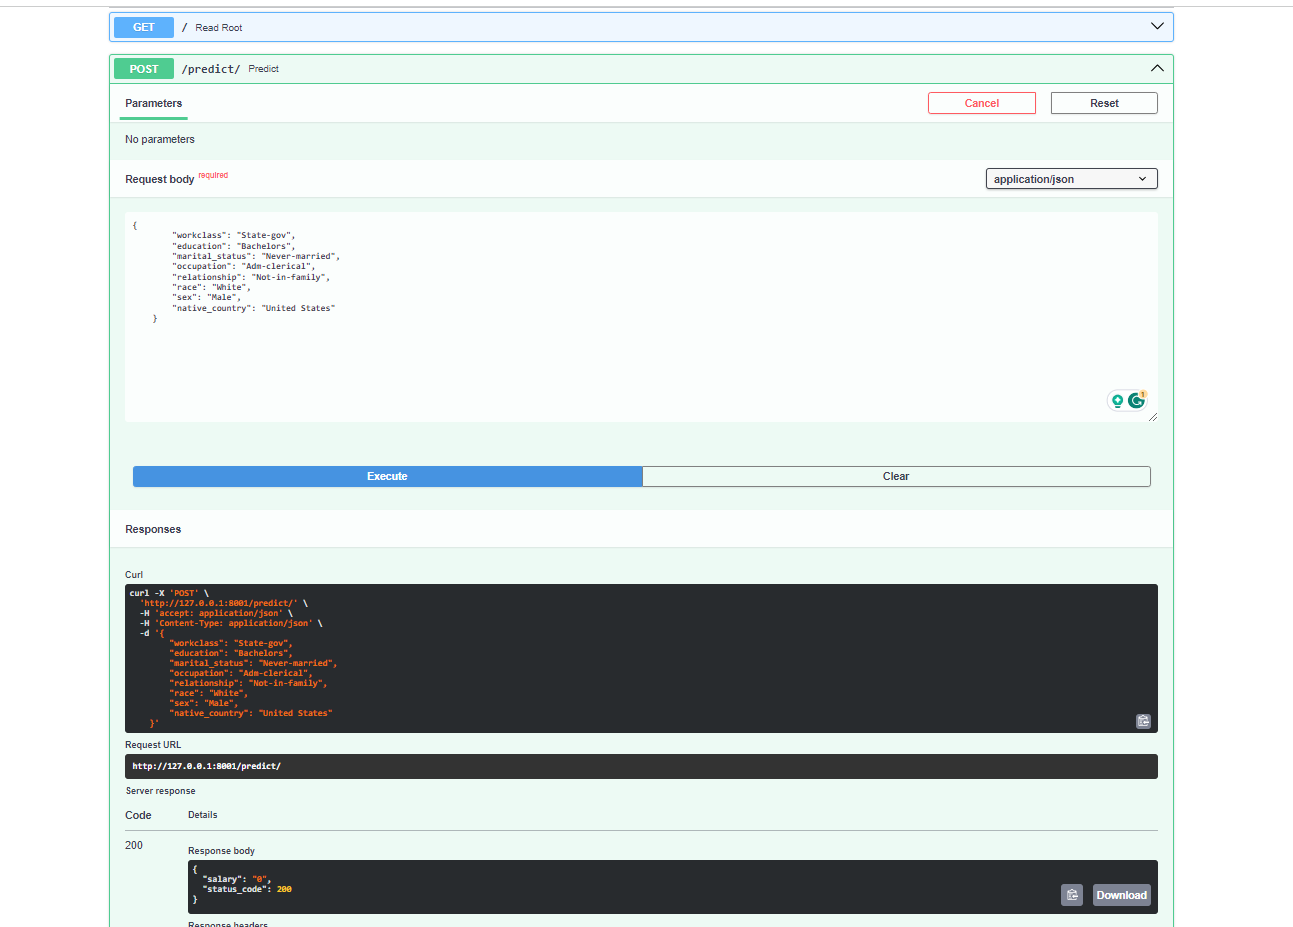 GET / Read Root
POST /predict/ Predict
Parameters Cancel Reset
No parameters
Request body required application/json
{
"workclass": "State-gov",
"education": "Bachelors",
"marital_status": "Never-married",
"occupation": "Adm-clerical",
"relationship": "Not-in-family",
"race": "White",
"sex": "Male",
"native_country": "United States"
}
1
Execute Clear
Responses
Curl
curl -X 'POST' \
'http://127.0.0.1:8001/predict/' \
-H 'accept: application/json' \
-H 'Content-Type: application/json' \
-d '{
"workclass": "State-gov",
"education": "Bachelors",
"marital_status": "Never-married",
"occupation": "Adm-clerical",
"relationship": "Not-in-family",
"race": "White",
"sex": "Male",
"native_country": "United States"
}'
Request URL
http://127.0.0.1:8001/predict/
Server response
Code Details
200
Response body
{
"salary": "0",
"status_code": 200
}
Download
Response headers